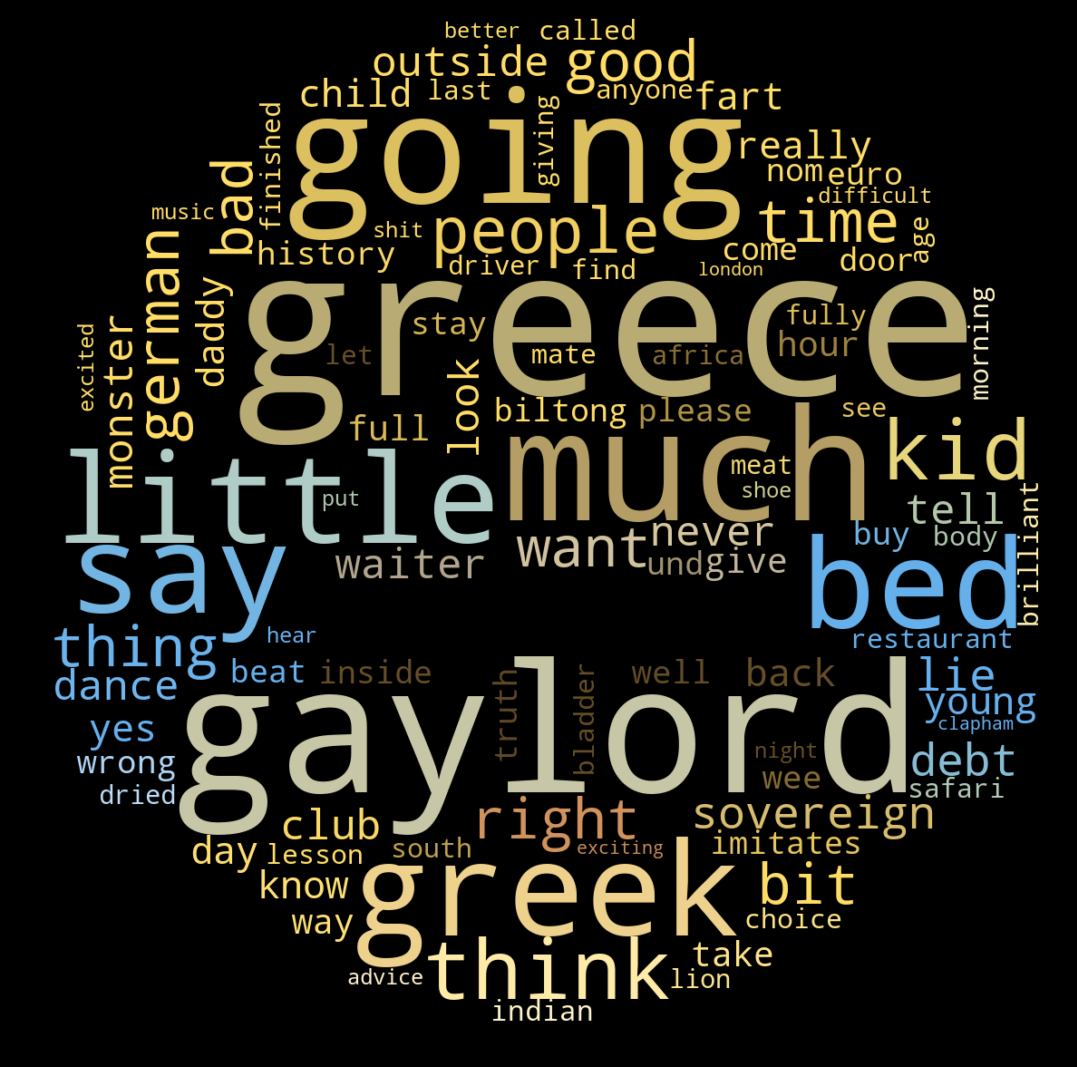 better called
outside good
child last anyone fart
going
giving
finished
really
nom euro
difficult
bad
music
shit
people
time
age
history
driver find
come
london
door
german
daddy
greece
stay
fully
morning
excited
monster
let
look
mate
africa
hour
biltong please
see
full
much
kid
little
meat
shoe
put
tell
brilliant
say
waiter
want
never
und give
buy
body
bed
hear
thing
restaurant
dance
beat inside
truth
bladder
well back
lie
young
clapham
gaylord
yes
wrong
dried
night
wee
debt
safari
club
right
sovereign
day lesson
south
exciting
imitates
know
greek
bit
way
choice
think
take
advice
lion
indian